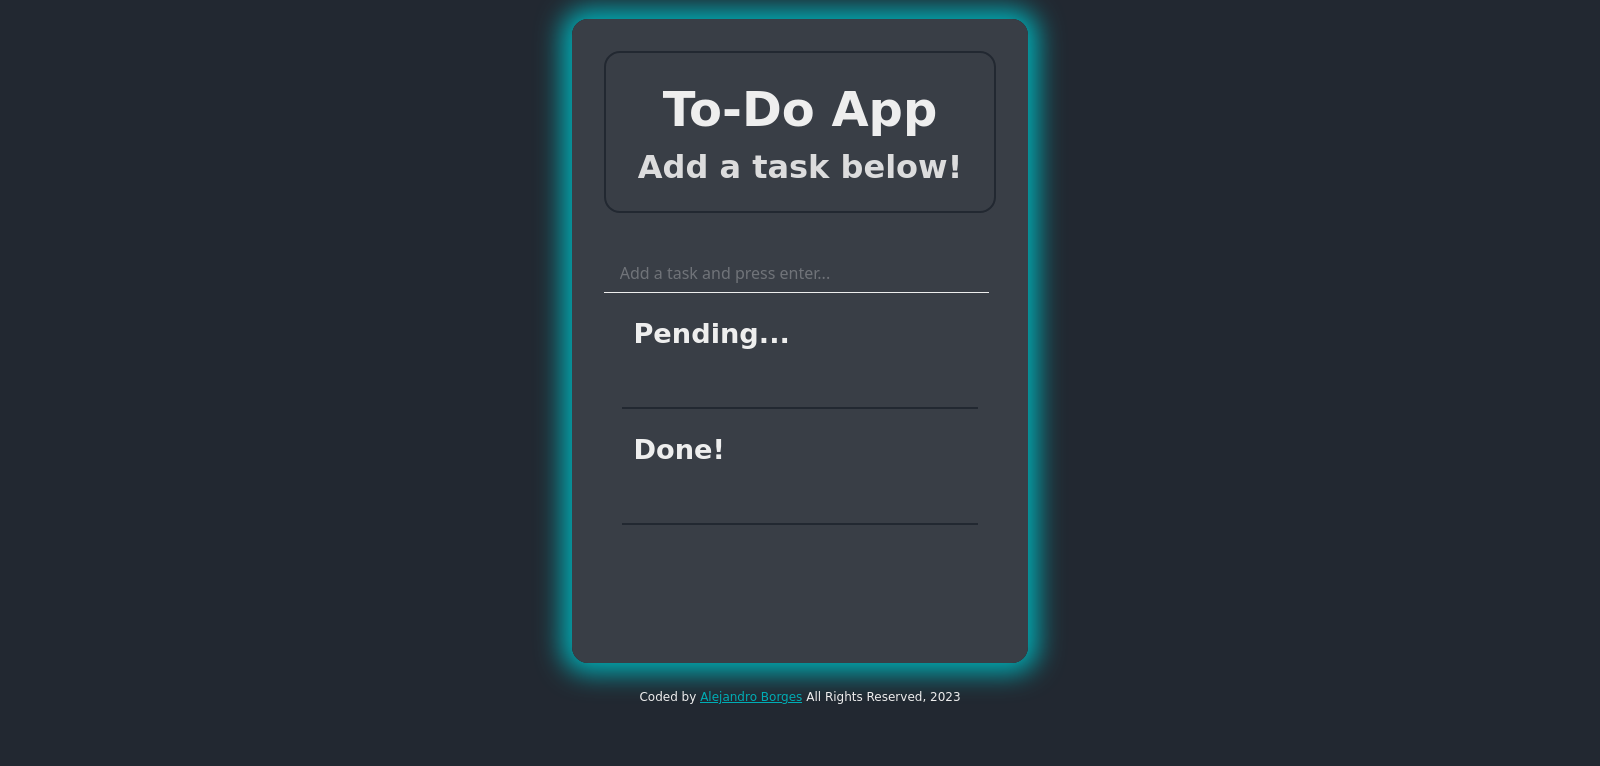 To-Do App
Add a task below!
Add a task and press enter...
Pending...
Done!
Coded by Alejandro Borges All Rights Reserved, 2023